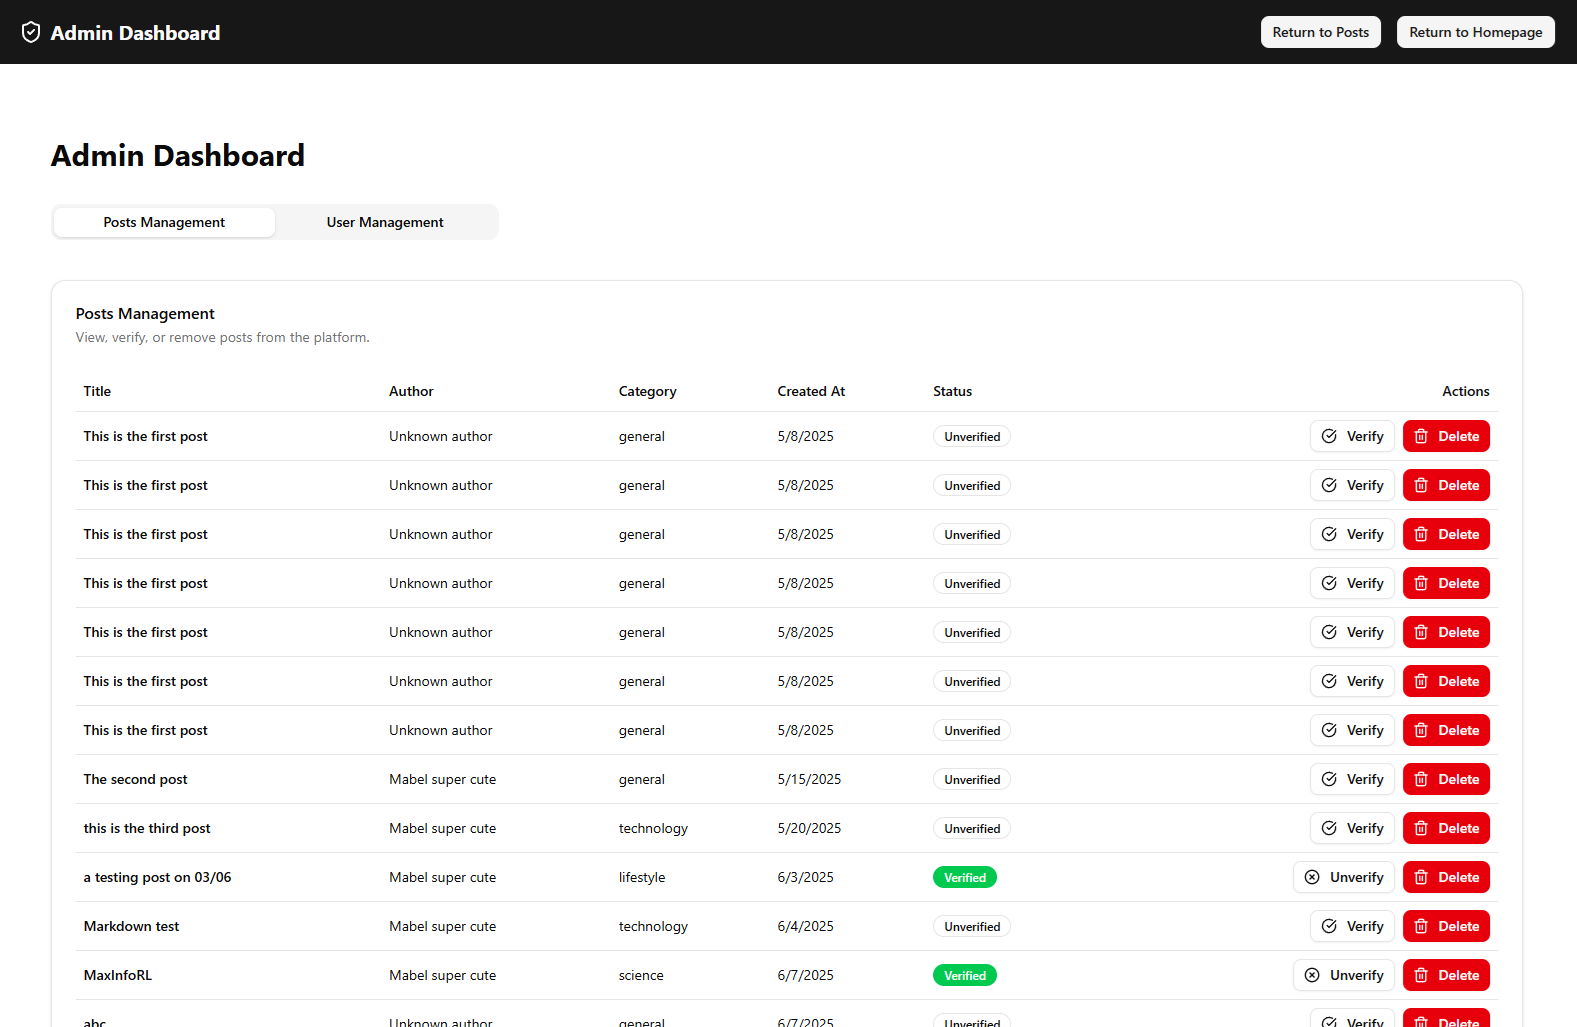 Admin Dashboard Return to Posts Return to Homepage
Admin Dashboard
Posts Management User Management
Posts Management
View, verify, or remove posts from the platform.
Title Author Category Created At Status Actions
This is the first post Unknown author general 5/8/2025 Unverified Verify Delete
This is the first post Unknown author general 5/8/2025 Unverified Verify Delete
This is the first post Unknown author general 5/8/2025 Unverified Verify Delete
This is the first post Unknown author general 5/8/2025 Unverified Verify Delete
This is the first post Unknown author general 5/8/2025 Unverified Verify Delete
This is the first post Unknown author general 5/8/2025 Unverified Verify Delete
This is the first post Unknown author general 5/8/2025 Unverified Verify Delete
The second post Mabel super cute general 5/15/2025 Unverified Verify Delete
this is the third post Mabel super cute technology 5/20/2025 Unverified Verify Delete
a testing post on 03/06 Mabel super cute lifestyle 6/3/2025 Verified Unverify Delete
Markdown test Mabel super cute technology 6/4/2025 Unverified Verify Delete
MaxInfoRL Mabel super cute science 6/7/2025 Verified Unverify Delete
abc Unknown author general 6/7/2025 Unverified Verify Delete